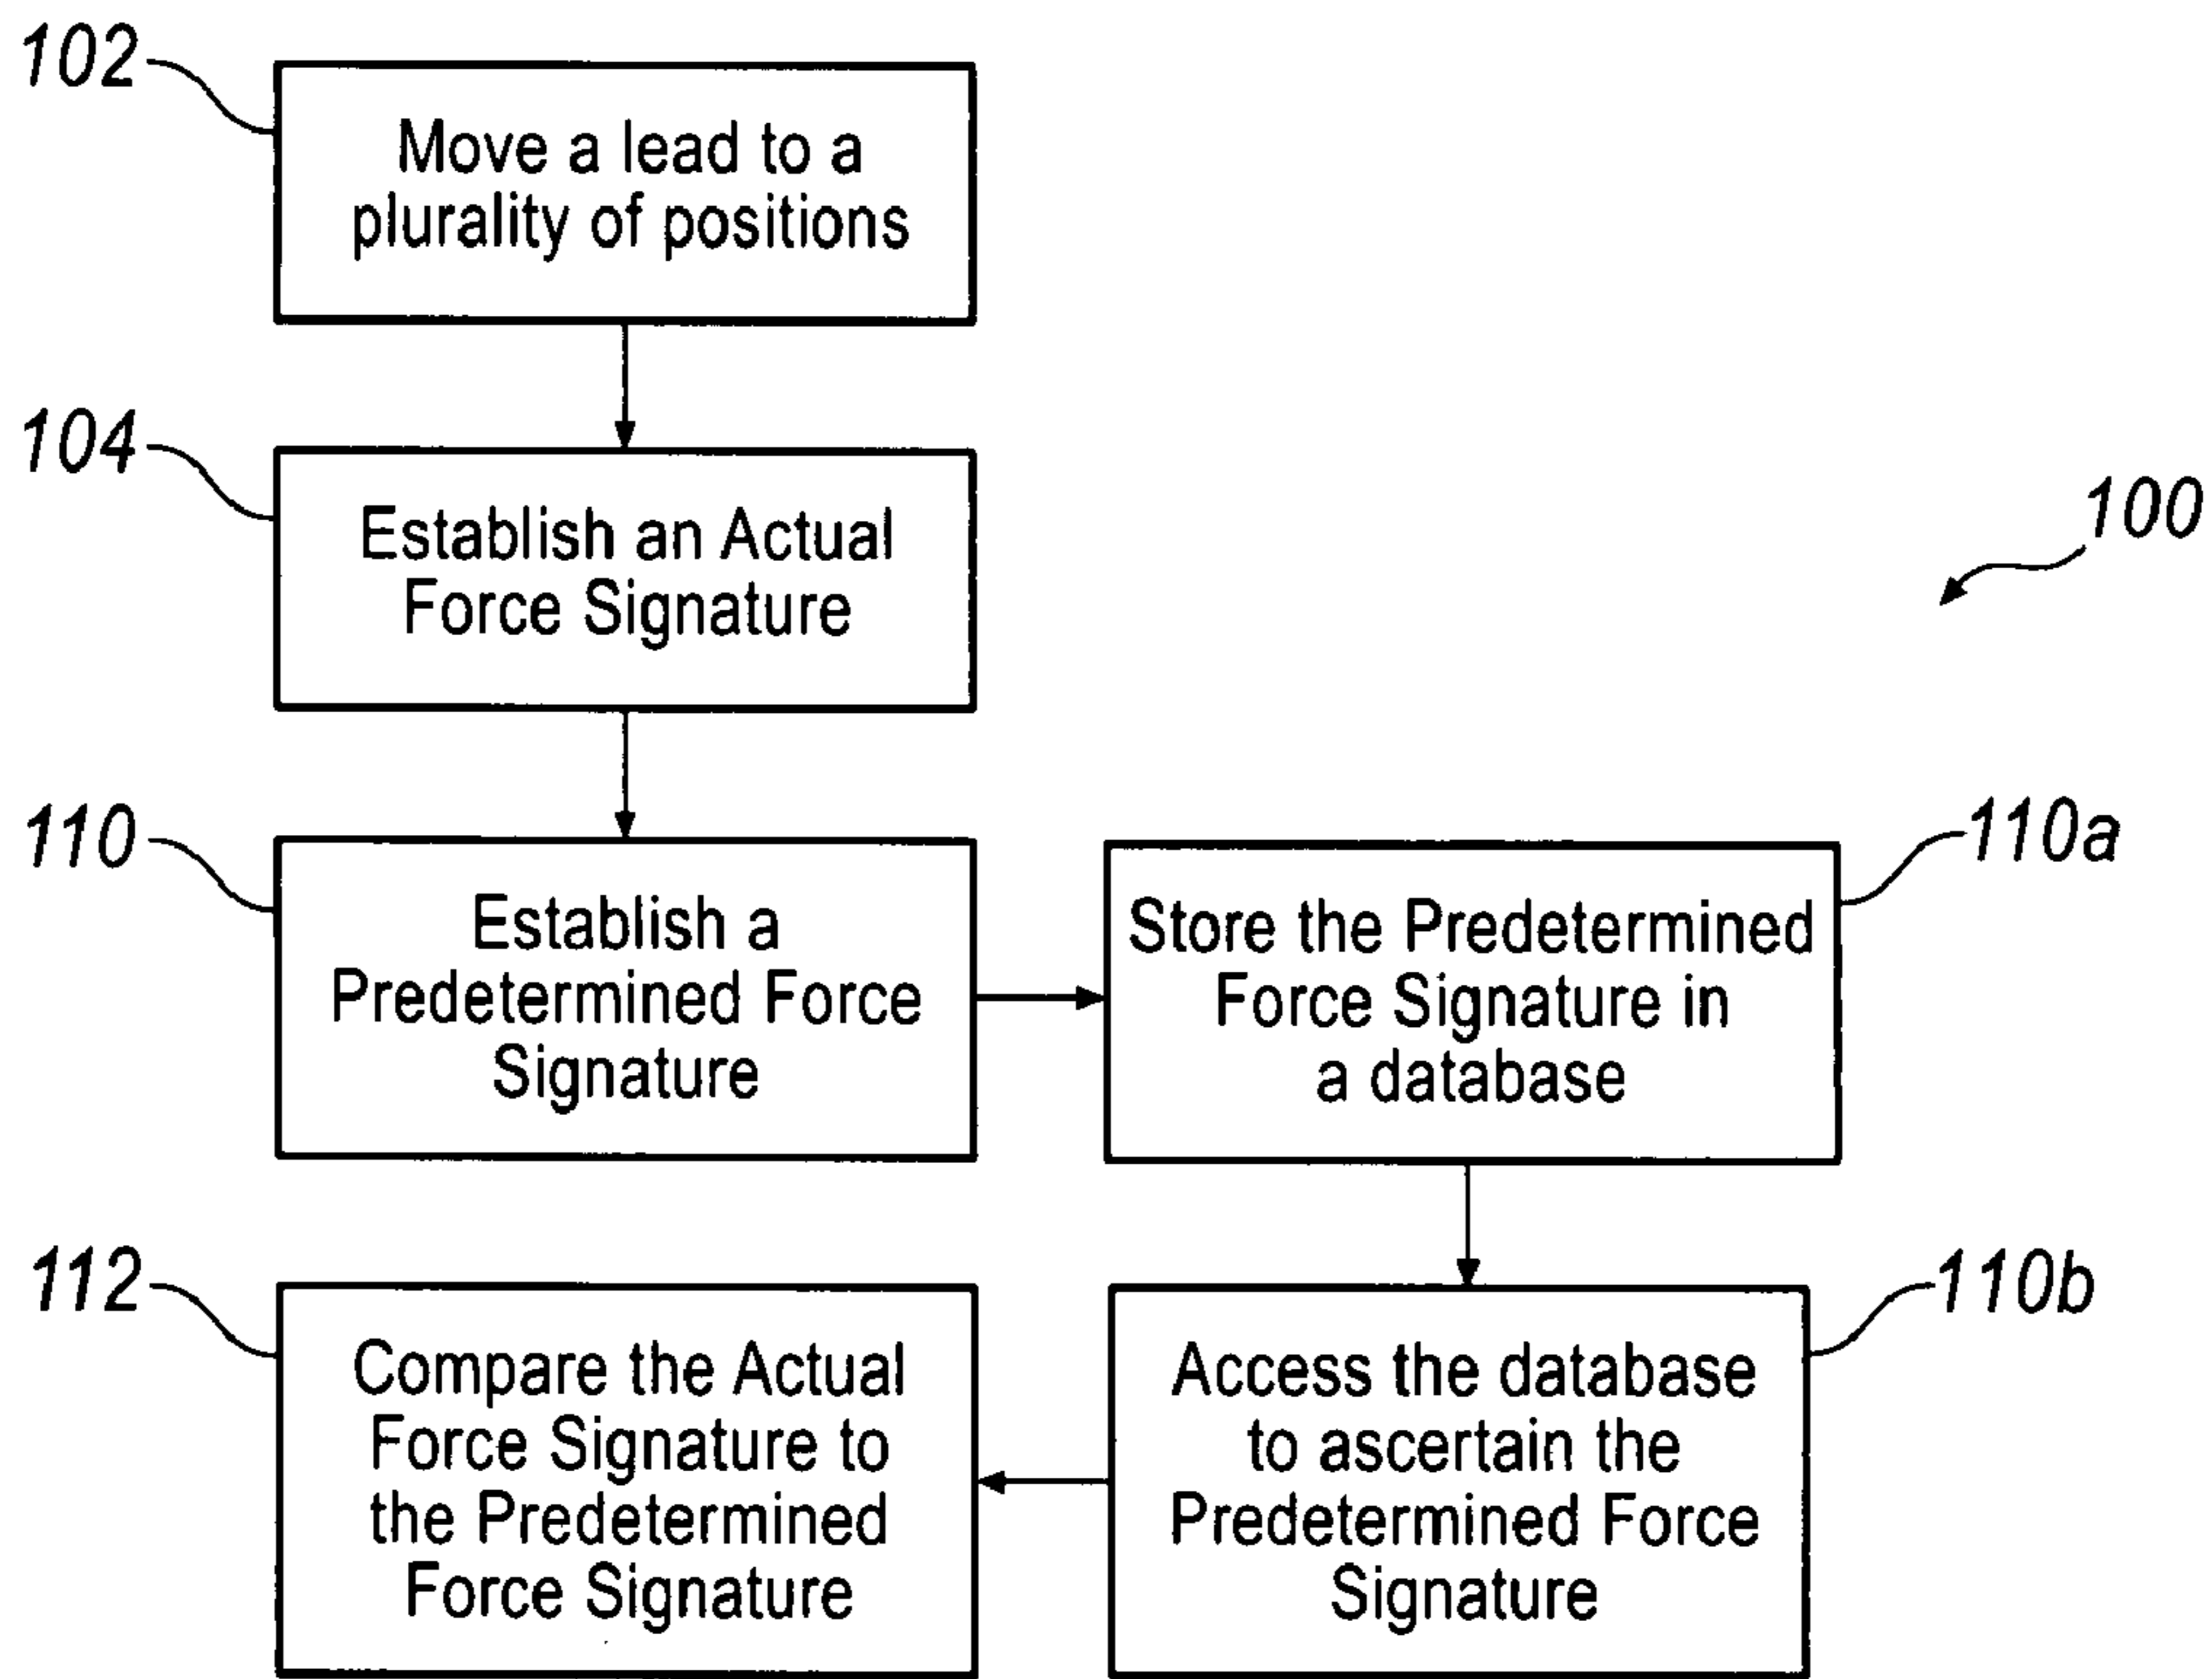 102
Move a lead to a
plurality of positions
104
Establish an Actual
Force Signature
100
110
Establish a
Predetermined Force
Signature
110a
Store the Predetermined
Force Signature in
a database
112
Compare the Actual
Force Signature to
the Predetermined
Force Signature
110b
Access the database
to ascertain the
Predetermined Force
Signature